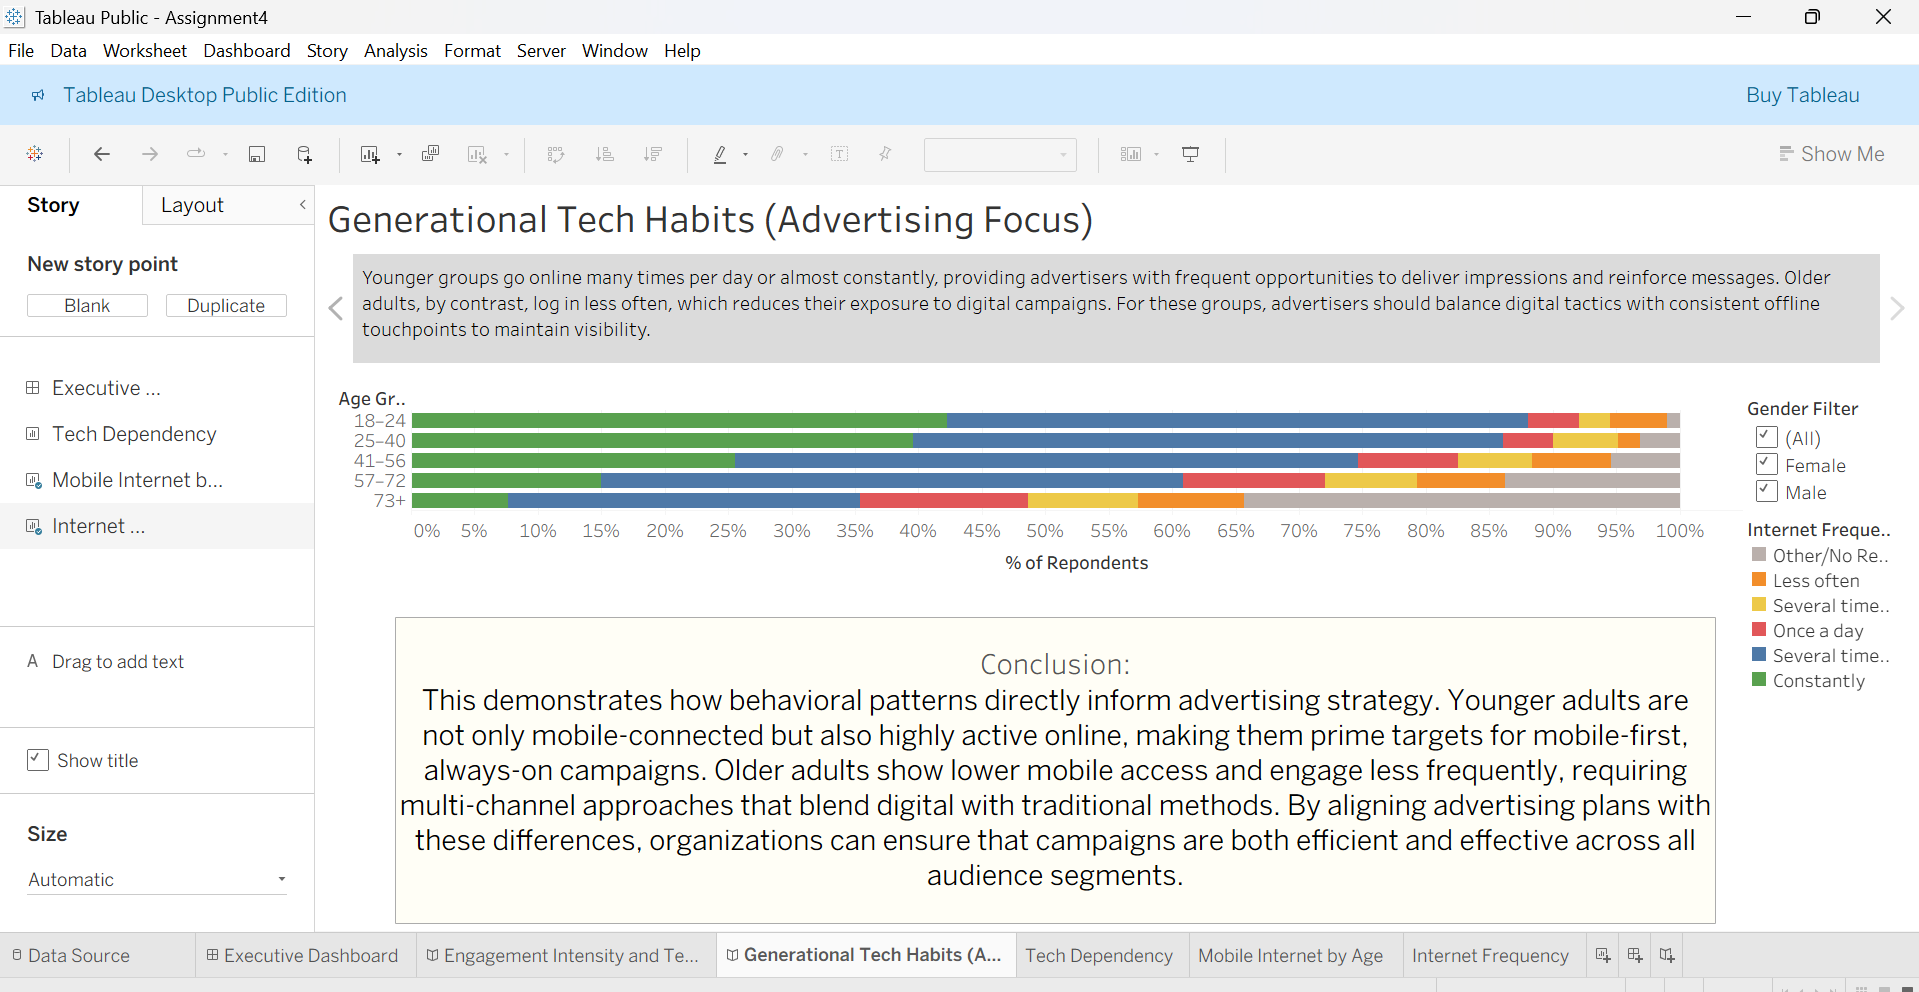 Tableau Public - Assignment4
File Data Worksheet Dashboard Story Analysis Format Server Window Help
Tableau Desktop Public Edition Buy Tableau
Show Me
Story Layout
New story point
Blank Duplicate
Executive ...
Tech Dependency
Mobile Internet b...
Internet ...
A Drag to add text
Show title
Size
Automatic
Generational Tech Habits (Advertising Focus)
Younger groups go online many times per day or almost constantly, providing advertisers with frequent opportunities to deliver impressions and reinforce messages. Older
adults, by contrast, log in less often, which reduces their exposure to digital campaigns. For these groups, advertisers should balance digital tactics with consistent offline
touchpoints to maintain visibility.
Age Gr..
18–24
25–40
41–56
57–72
73+
0% 5% 10% 15% 20% 25% 30% 35% 40% 45% 50% 55% 60% 65% 70% 75% 80% 85% 90% 95% 100%
% of Repondents
Gender Filter
(All)
Female
Male
Internet Freque..
Other/No Re..
Less often
Several time..
Once a day
Several time..
Constantly
Conclusion:
This demonstrates how behavioral patterns directly inform advertising strategy. Younger adults are
not only mobile-connected but also highly active online, making them prime targets for mobile-first,
always-on campaigns. Older adults show lower mobile access and engage less frequently, requiring
multi-channel approaches that blend digital with traditional methods. By aligning advertising plans with
these differences, organizations can ensure that campaigns are both efficient and effective across all
audience segments.
Data Source Executive Dashboard Engagement Intensity and Te... Generational Tech Habits (A... Tech Dependency Mobile Internet by Age Internet Frequency